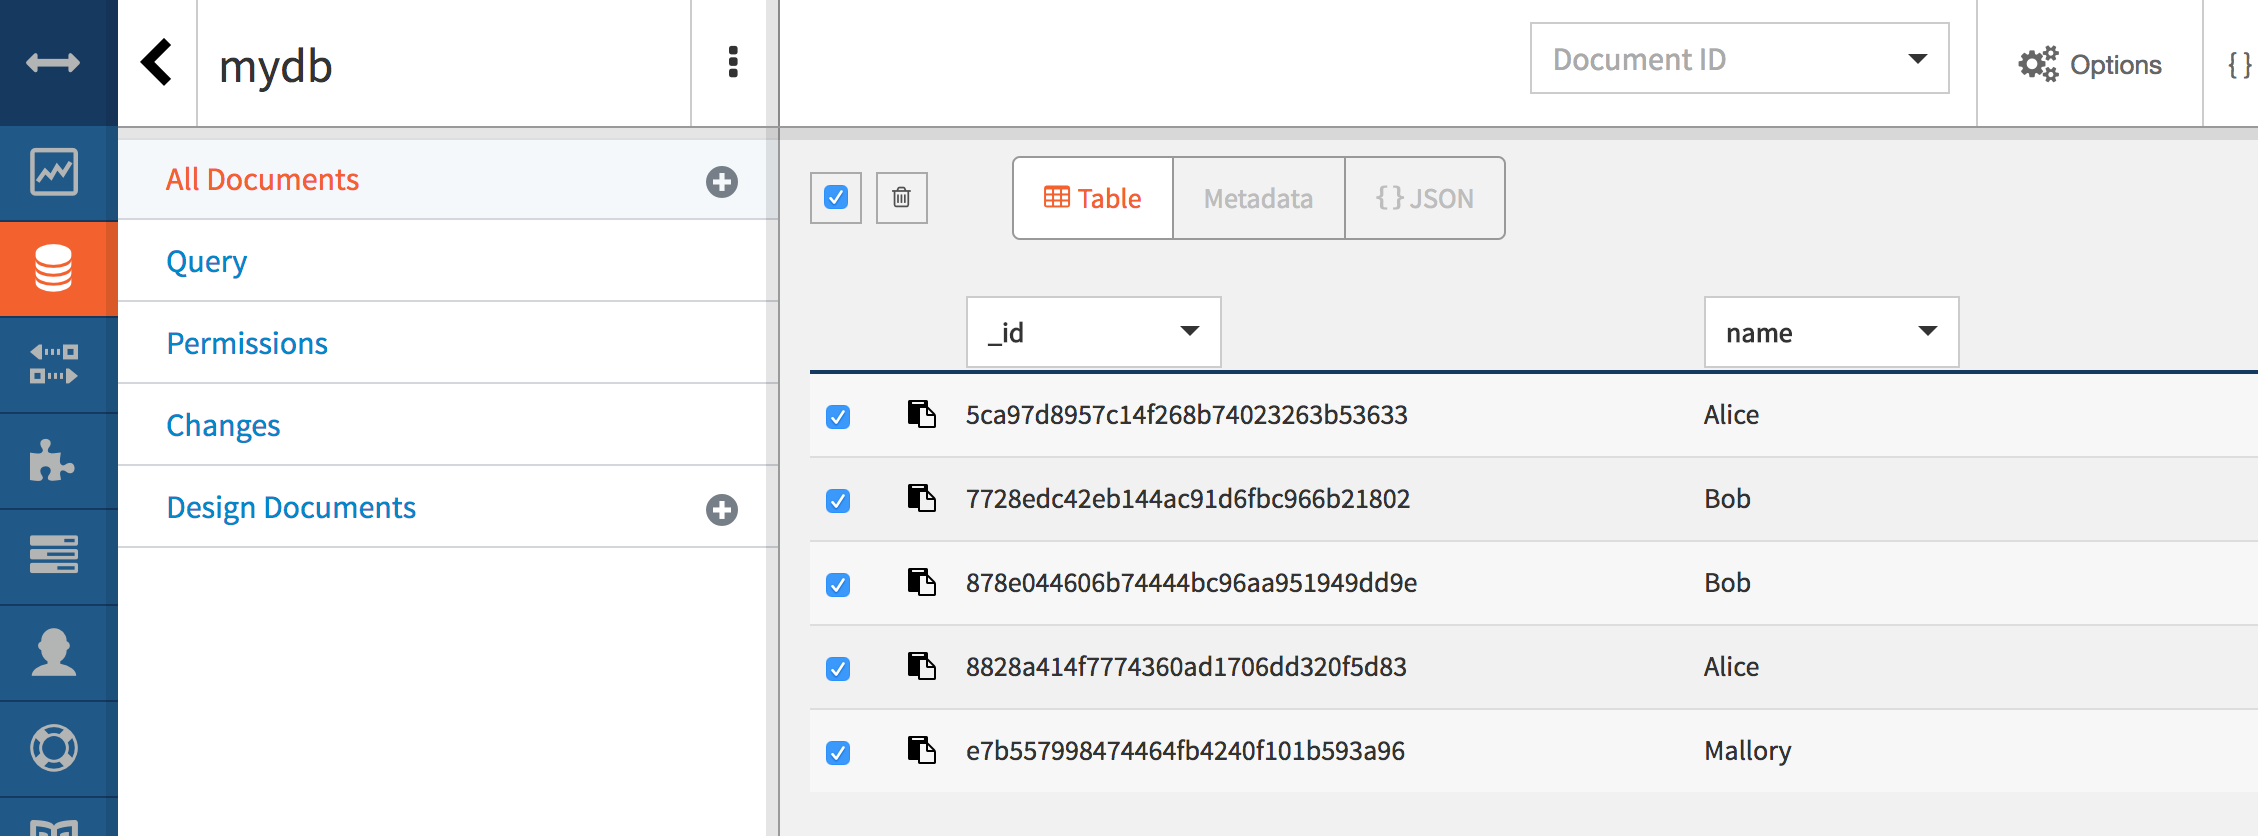 mydb
Document ID
Options
{ }
All Documents
Query
Permissions
Changes
Design Documents
Table
Metadata
{ } JSON
_id name
5ca97d8957c14f268b74023263b53633 Alice
7728edc42eb144ac91d6fbc966b21802 Bob
878e044606b74444bc96aa951949dd9e Bob
8828a414f7774360ad1706dd320f5d83 Alice
e7b557998474464fb4240f101b593a96 Mallory